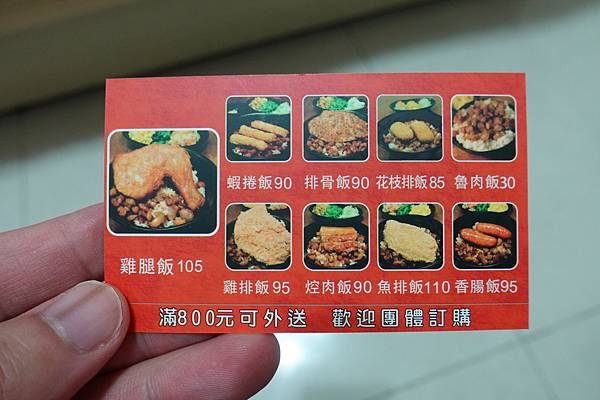 蝦捲飯90 排骨飯90 花枝排飯85 魯肉飯30
雞腿飯105
雞排飯95 焢肉飯90 魚排飯110 香腸飯95
滿800元可外送 歡迎團體訂購